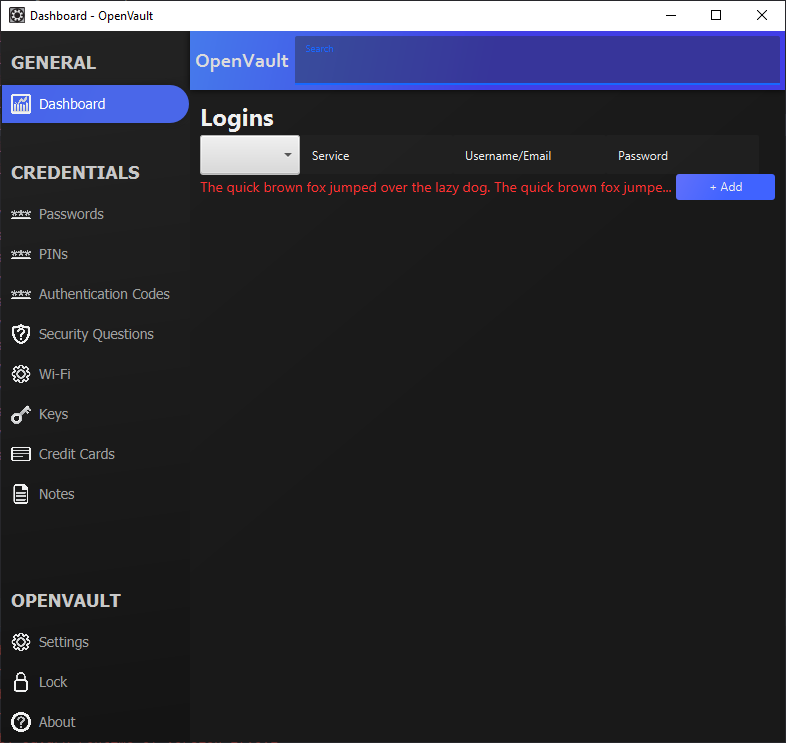 Dashboard - OpenVault
GENERAL
Dashboard
CREDENTIALS
*** Passwords
*** PINs
*** Authentication Codes
Security Questions
Wi-Fi
Keys
Credit Cards
Notes
OPENVAULT
Settings
Lock
About
OpenVault
Search
Logins
Service Username/Email Password
The quick brown fox jumped over the lazy dog. The quick brown fox jumpe...
+ Add